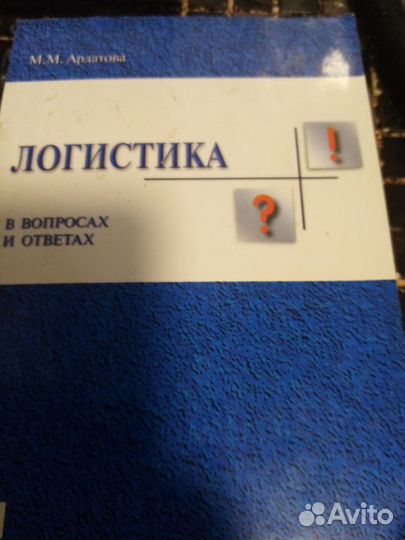 М.М. Ардатова
ЛОГИСТИКА
!
?
В ВОПРОСАХ
И ОТВЕТАХ
Avito